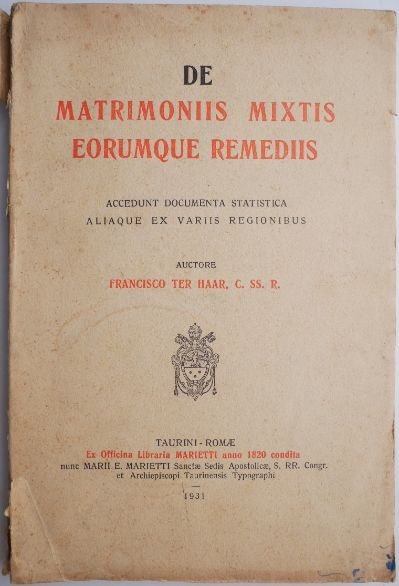 DE
MATRIMONIIS MIXTIS
EORUMQUE REMEDIIS
ACCEDUNT DOCUMENTA STATISTICA
ALIAQUE EX VARIIS REGIONIBUS
AUCTORE
FRANCISCO TER HAAR, C. SS. R.
TAURINI - ROMÆ
Ex Officina Libraria MARIETTI anno 1820 condita
nunc MARII E. MARIETTI Sanctæ Sedis Apostolicæ, S. RR. Congr.
et Archiepiscopi Taurinensis Typographi
1931